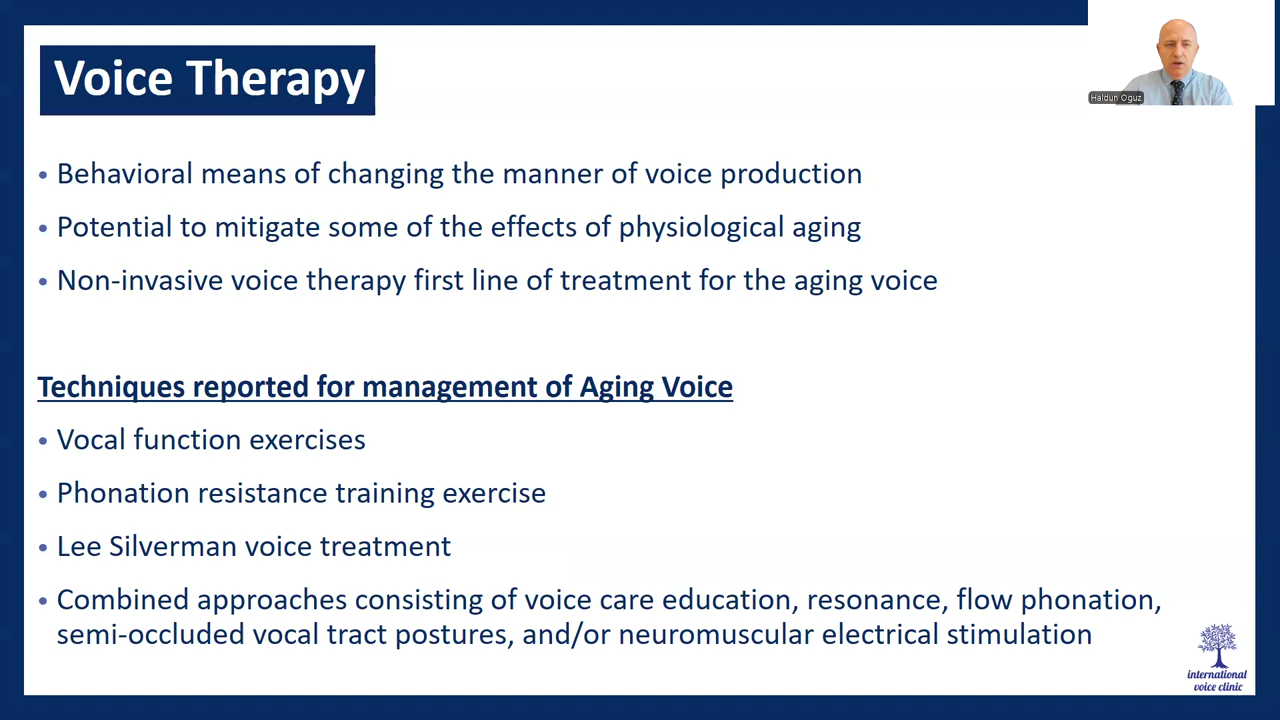 Voice Therapy
Haldun Oguz
• Behavioral means of changing the manner of voice production
• Potential to mitigate some of the effects of physiological aging
• Non-invasive voice therapy first line of treatment for the aging voice
Techniques reported for management of Aging Voice
• Vocal function exercises
• Phonation resistance training exercise
• Lee Silverman voice treatment
• Combined approaches consisting of voice care education, resonance, flow phonation,
semi-occluded vocal tract postures, and/or neuromuscular electrical stimulation
international
voice clinic